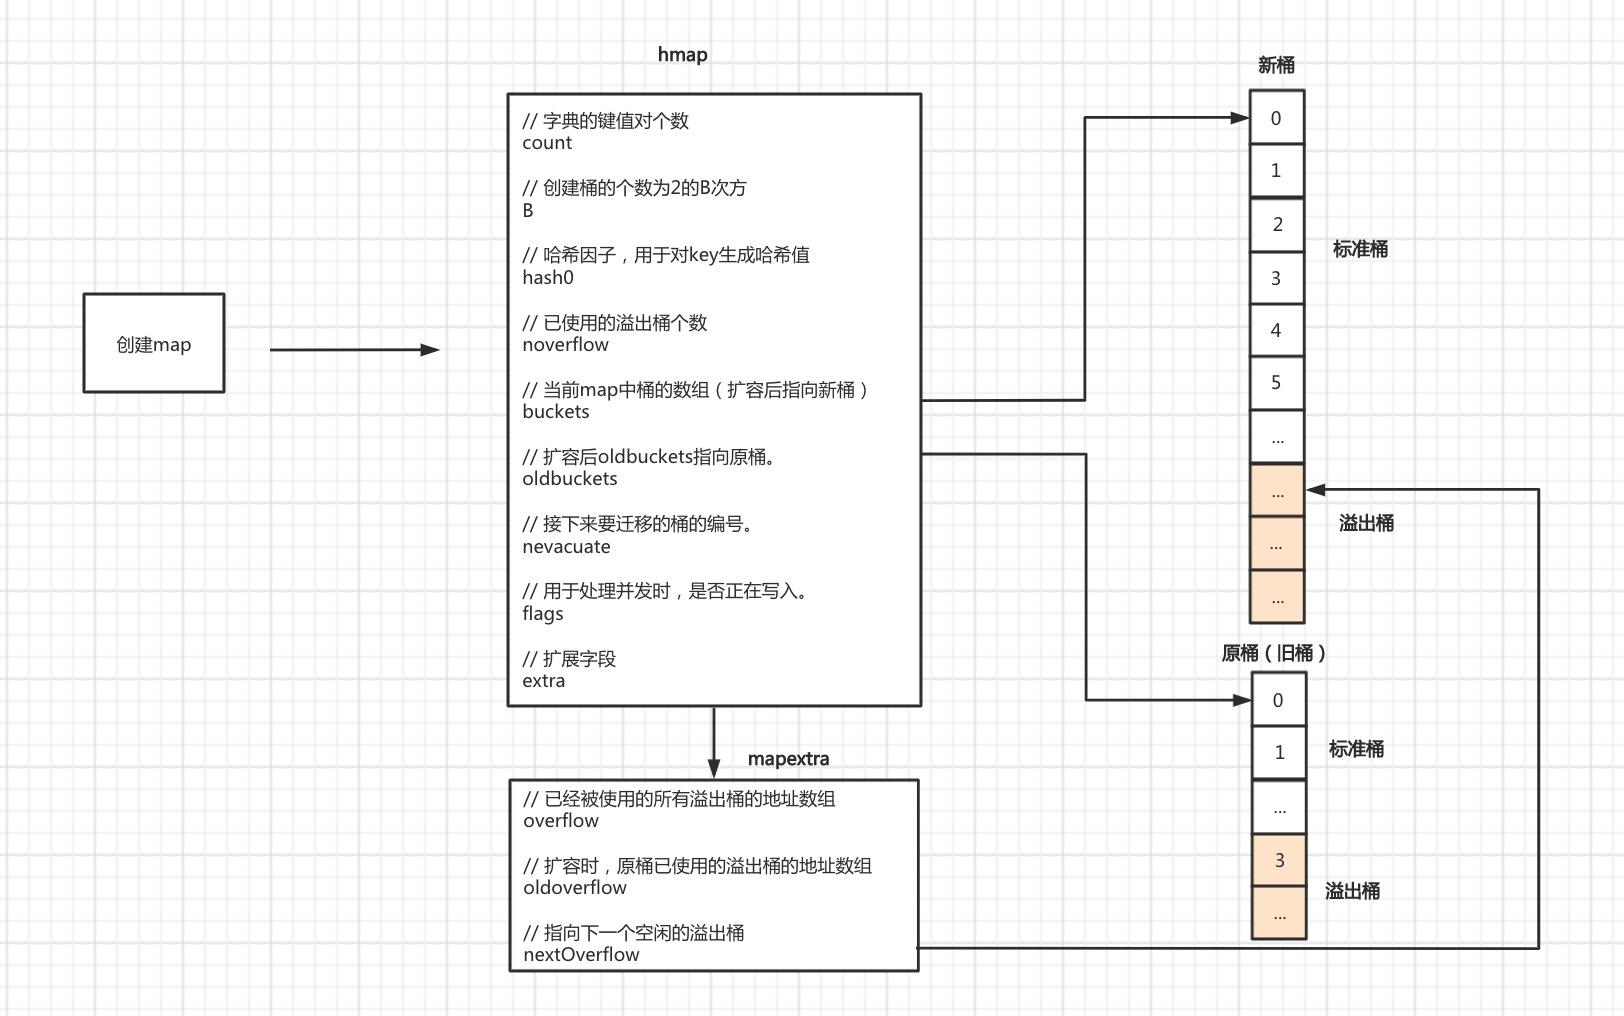 创建map
hmap
// 字典的键值对个数
count
// 创建桶的个数为2的B次方
B
// 哈希因子，用于对key生成哈希值
hash0
// 已使用的溢出桶个数
noverflow
// 当前map中桶的数组（扩容后指向新桶）
buckets
// 扩容后oldbuckets指向原桶。
oldbuckets
// 接下来要迁移的桶的编号。
nevacuate
// 用于处理并发时，是否正在写入。
flags
// 扩展字段
extra
mapextra
// 已经被使用的所有溢出桶的地址数组
overflow
// 扩容时，原桶已使用的溢出桶的地址数组
oldoverflow
// 指向下一个空闲的溢出桶
nextOverflow
新桶
0
1
2
标准桶
3
4
5
...
...
溢出桶
...
...
原桶（旧桶）
0
1
标准桶
...
3
溢出桶
...